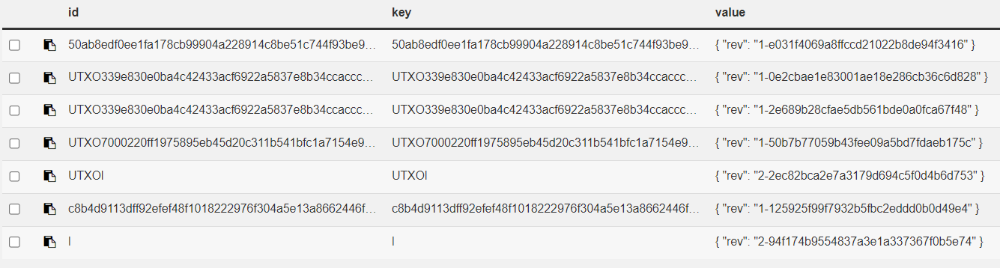 id key value
50ab8edf0ee1fa178cb99904a228914c8be51c744f93be9... 50ab8edf0ee1fa178cb99904a228914c8be51c744f93be9... { "rev": "1-e031f4069a8ffccd21022b8de94f3416" }
UTXO339e830e0ba4c42433acf6922a5837e8b34ccaccc... UTXO339e830e0ba4c42433acf6922a5837e8b34ccaccc... { "rev": "1-0e2cbae1e83001ae18e286cb36c6d828" }
UTXO339e830e0ba4c42433acf6922a5837e8b34ccaccc... UTXO339e830e0ba4c42433acf6922a5837e8b34ccaccc... { "rev": "1-2e689b28cfae5db561bde0a0fca67f48" }
UTXO7000220ff1975895eb45d20c311b541bfc1a7154e9... UTXO7000220ff1975895eb45d20c311b541bfc1a7154e9... { "rev": "1-50b7b77059b43fee09a5bd7fdaeb175c" }
UTXOl UTXOl { "rev": "2-2ec82bca2e7a3179d694c5f0d4b6d753" }
c8b4d9113dff92efef48f1018222976f304a5e13a8662446f... c8b4d9113dff92efef48f1018222976f304a5e13a8662446f... { "rev": "1-125925f99f7932b5fbc2eddd0b0d49e4" }
l l { "rev": "2-94f174b9554837a3e1a337367f0b5e74" }